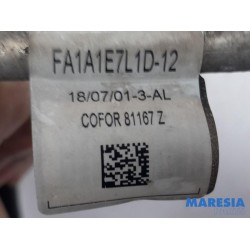 FA1A1E7L1D-12
18/07/01-3-AL
COFOR 81167 Z
MARESIA